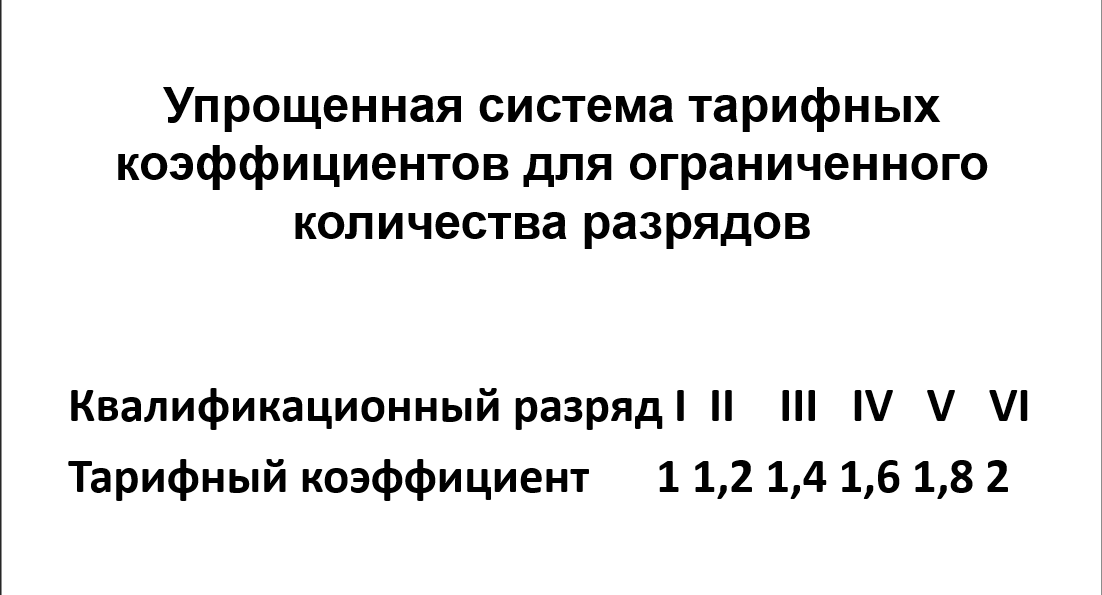 Упрощенная система тарифных
коэффициентов для ограниченного
количества разрядов
Квалификационный разряд I II III IV V VI
Тарифный коэффициент 1 1,2 1,4 1,6 1,8 2